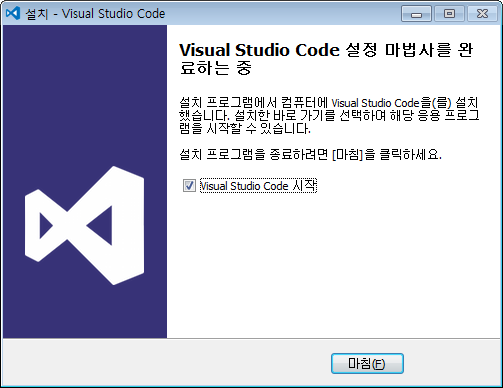 설치 - Visual Studio Code
Visual Studio Code 설정 마법사를 완
료하는 중
설치 프로그램에서 컴퓨터에 Visual Studio Code을(를) 설치
했습니다. 설치한 바로 가기를 선택하여 해당 응용 프로그
램을 시작할 수 있습니다.
설치 프로그램을 종료하려면 [마침]을 클릭하세요.
Visual Studio Code 시작
마침(F)